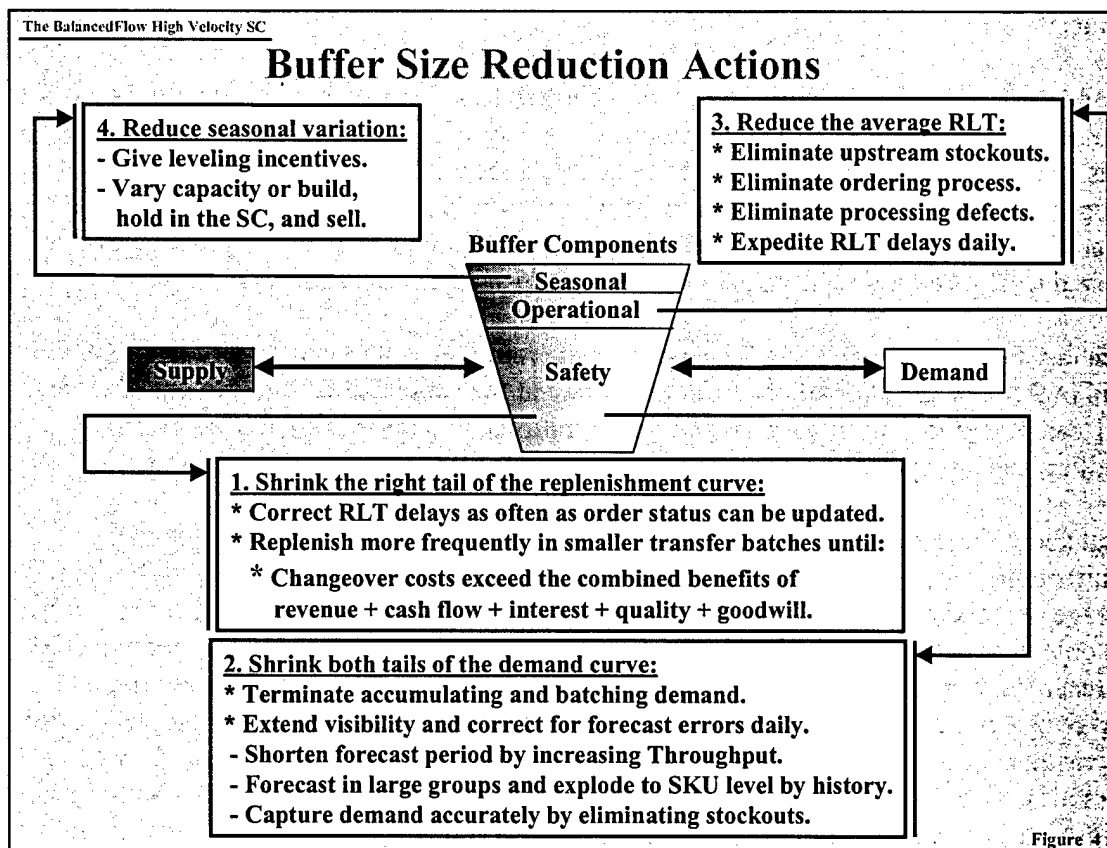 The BalancedFlow High Velocity SC
Buffer Size Reduction Actions
4. Reduce seasonal variation:
- Give leveling incentives.
- Vary capacity or build,
hold in the SC, and sell.
3. Reduce the average RLT:
* Eliminate upstream stockouts.
* Eliminate ordering process.
* Eliminate processing defects.
* Expedite RLT delays daily.
Buffer Components
Seasonal
Operational
Supply
Safety
Demand
1. Shrink the right tail of the replenishment curve:
* Correct RLT delays as often as order status can be updated.
* Replenish more frequently in smaller transfer batches until:
* Changeover costs exceed the combined benefits of
revenue + cash flow + interest + quality + goodwill.
2. Shrink both tails of the demand curve:
* Terminate accumulating and batching demand.
* Extend visibility and correct for forecast errors daily.
- Shorten forecast period by increasing Throughput.
- Forecast in large groups and explode to SKU level by history.
- Capture demand accurately by eliminating stockouts.
Figure 4